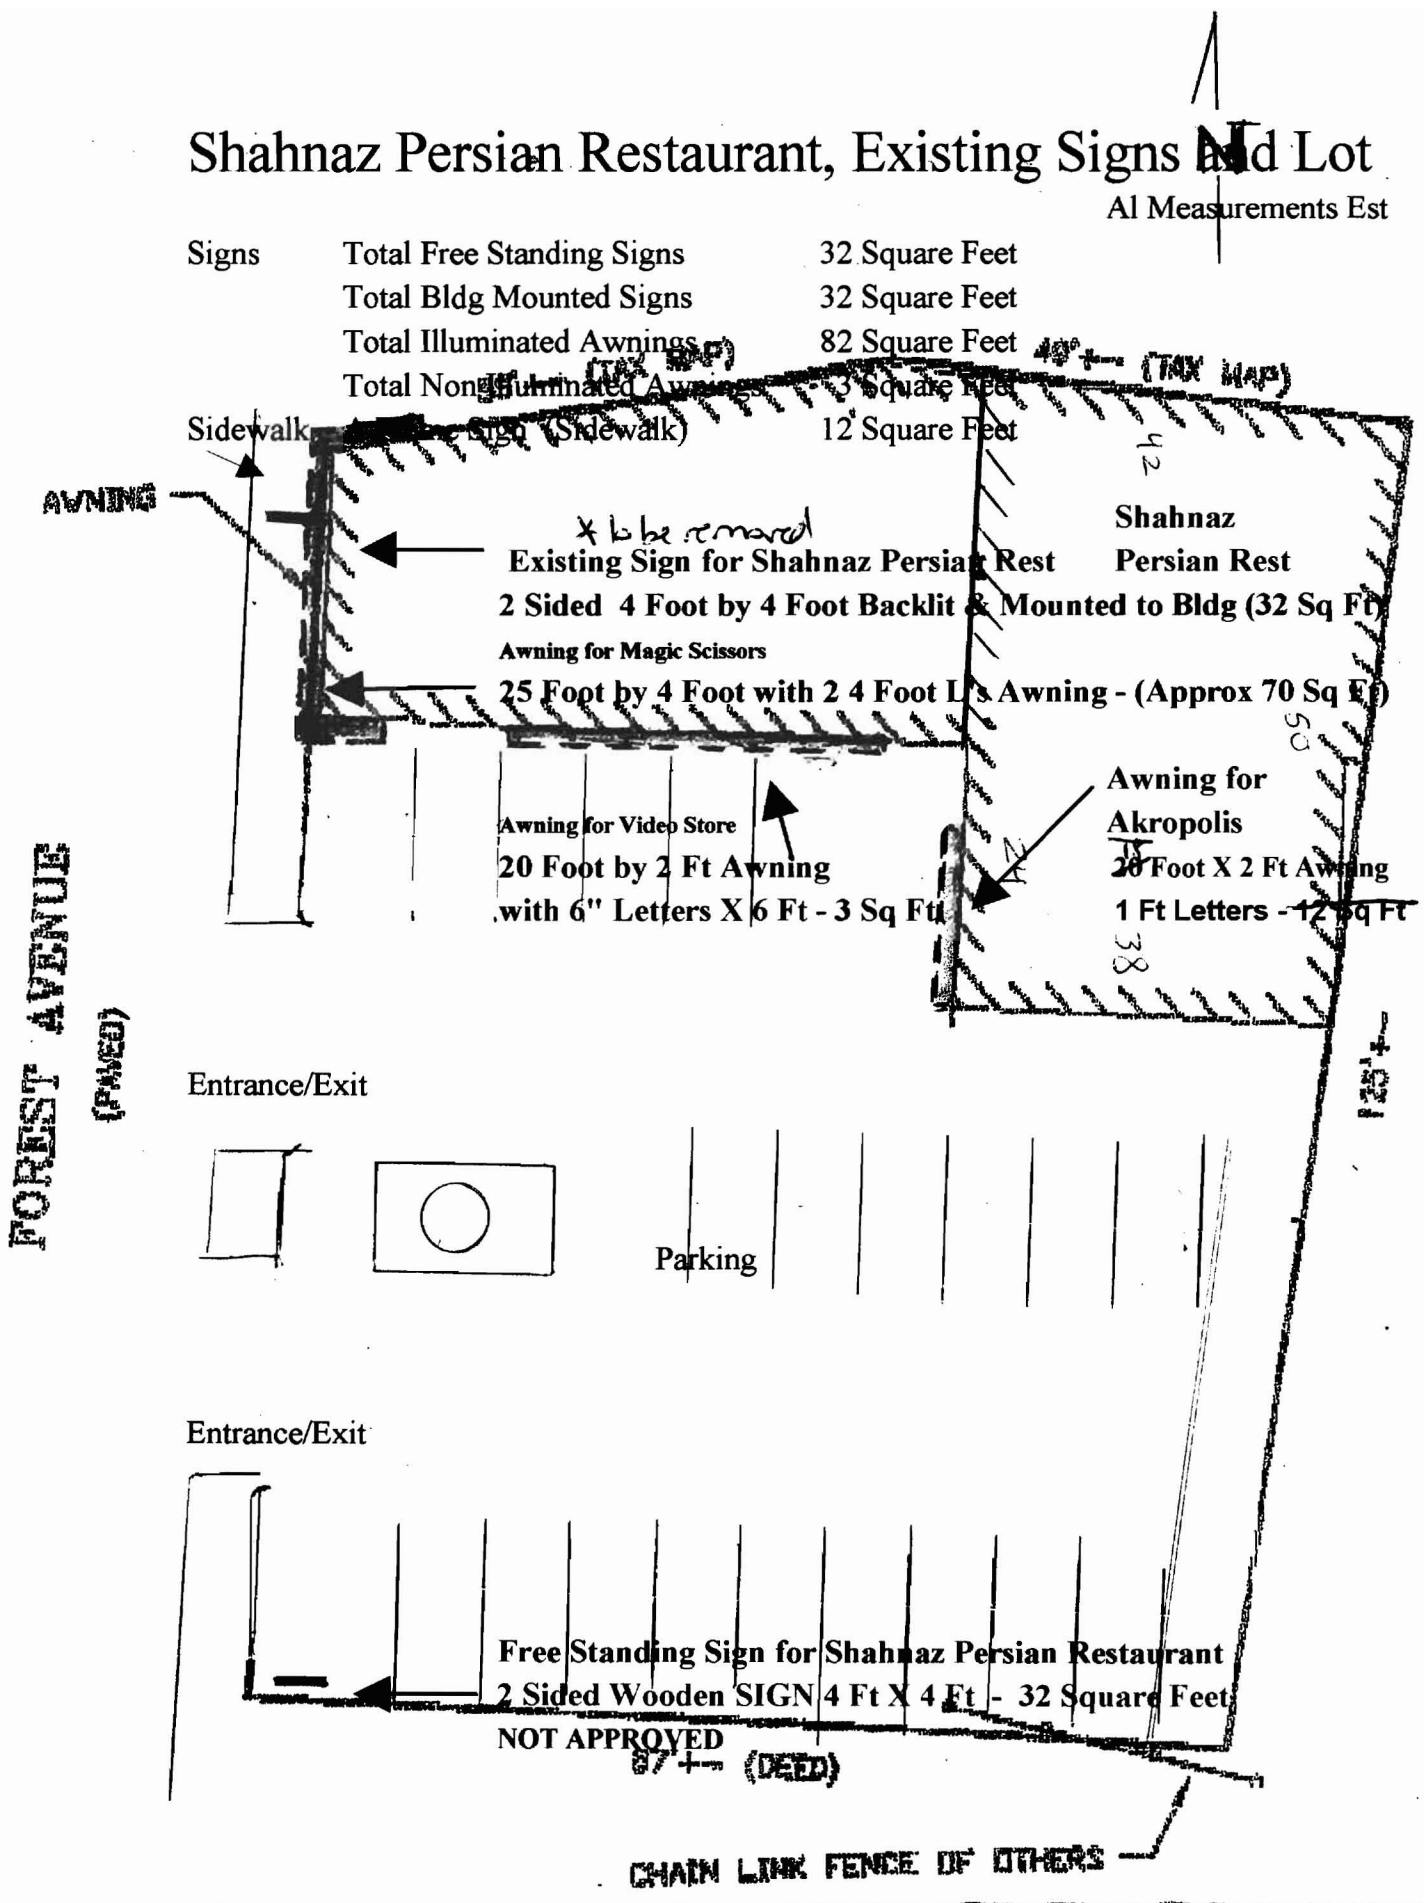 Shahnaz Persian Restaurant, Existing Signs and Lot
N
Al Measurements Est
Signs Total Free Standing Signs 32 Square Feet
Total Bldg Mounted Signs 32 Square Feet
Total Illuminated Awnings 82 Square Feet
(TAX MAP) 40'+- (TAX MAP)
Total Non Illuminated Awnings 3 Square Feet
Sidewalk Sign (Sidewalk) 12 Square Feet
42
AWNING
* to be removed
Shahnaz
Persian Rest
Existing Sign for Shahnaz Persian Rest
2 Sided 4 Foot by 4 Foot Backlit & Mounted to Bldg (32 Sq Ft)
Awning for Magic Scissors
25 Foot by 4 Foot with 2 4 Foot L's Awning - (Approx 70 Sq Ft)
50
Awning for
Akropolis
20 Foot X 2 Ft Awning
1 Ft Letters - 12 Sq Ft
Awning for Video Store
20 Foot by 2 Ft Awning
with 6" Letters X 6 Ft - 3 Sq Ft
24
38
FOREST AVENUE
(PAVED)
Entrance/Exit
Parking
Entrance/Exit
Free Standing Sign for Shahnaz Persian Restaurant
2 Sided Wooden SIGN 4 Ft X 4 Ft - 32 Square Feet
NOT APPROVED
87'+- (DEED)
CHAIN LINK FENCE OF OTHERS